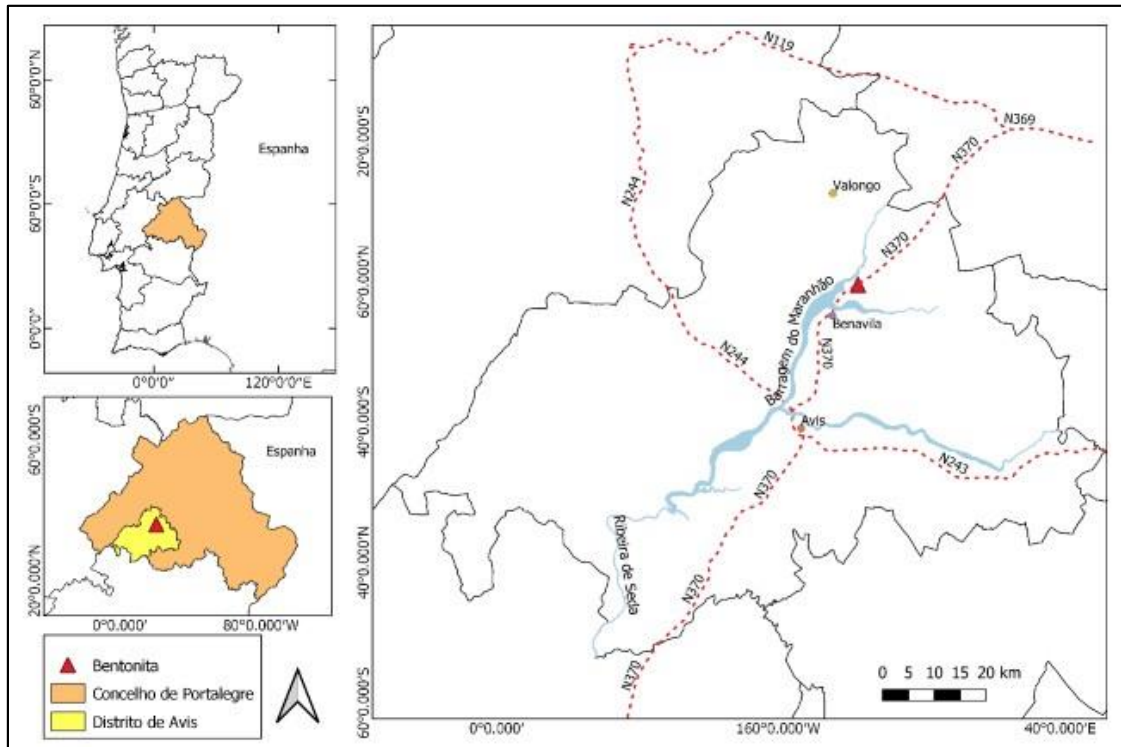 60°0'0"N
60°0'0"S
0°0'0"
Espanha
0°0'0"
120°0'0"E
60°0.000'S
20°0.000'N
Espanha
0°0.000'
80°0.000'W
Bentonita
Concelho de Portalegre
Distrito de Avis
20°0.000'S
60°0.000'N
40°0.000'S
40°0.000'N
60°0.000'S
N119
N369
N370
N244
Valongo
N370
Barragem do Maranhão
Benavila
N370
N244
Avis
N243
N370
Ribeira de Seda
N370
N370
0 5 10 15 20 km
0°0.000'
160°0.000'W
40°0.000'E